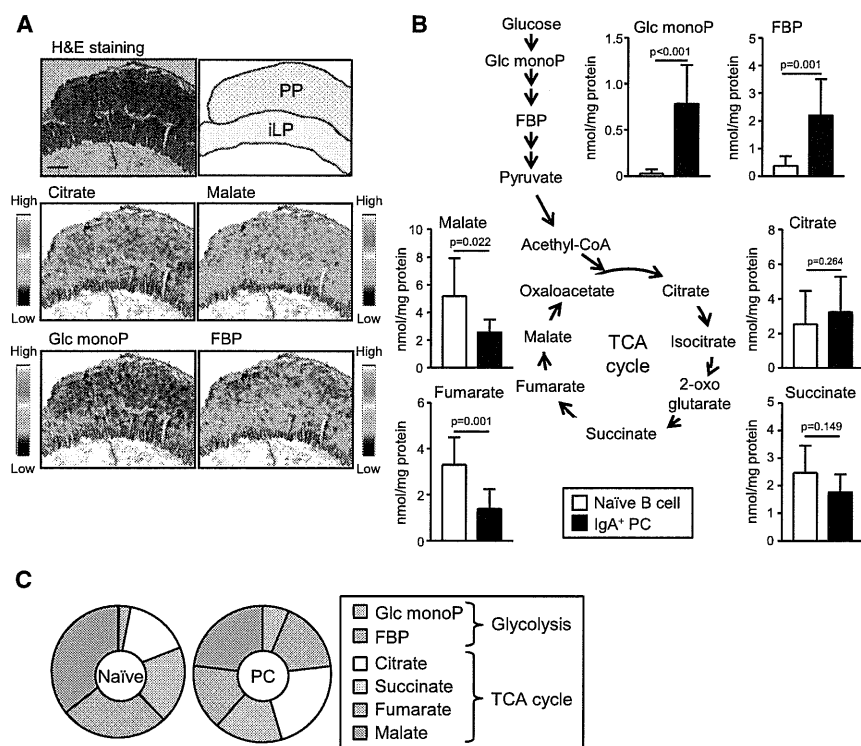 A
H&E staining
PP
iLP
Citrate
Malate
High
Low
High
Low
Glc monoP
FBP
High
Low
High
Low
B
Glucose
Glc monoP
FBP
Pyruvate
Acethyl-CoA
Oxaloacetate
Citrate
Malate
TCA
cycle
Isocitrate
Fumarate
2-oxo
glutarate
Succinate
Glc monoP
nmol/mg protein
1.5
1.0
0.5
0
p<0.001
FBP
nmol/mg protein
5
4
3
2
1
0
p=0.001
Malate
nmol/mg protein
10
8
6
4
2
0
p=0.022
Citrate
nmol/mg protein
8
6
4
2
0
p=0.264
Fumarate
nmol/mg protein
6
4
2
0
p=0.001
Succinate
nmol/mg protein
5
4
3
2
1
0
p=0.149
Naïve B cell
IgA+ PC
C
Naïve
PC
Glc monoP
FBP
Glycolysis
Citrate
Succinate
Fumarate
Malate
TCA cycle